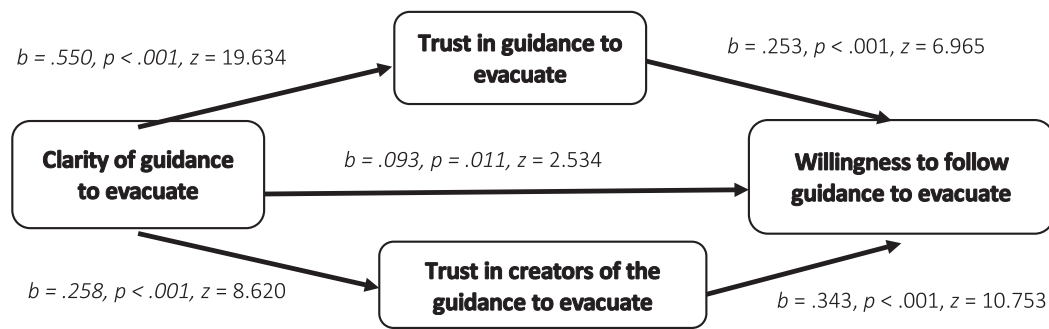 Trust in guidance to
evacuate
b = .550, p < .001, z = 19.634
b = .253, p < .001, z = 6.965
Clarity of guidance
to evacuate
b = .093, p = .011, z = 2.534
Willingness to follow
guidance to evacuate
Trust in creators of the
guidance to evacuate
b = .258, p < .001, z = 8.620
b = .343, p < .001, z = 10.753